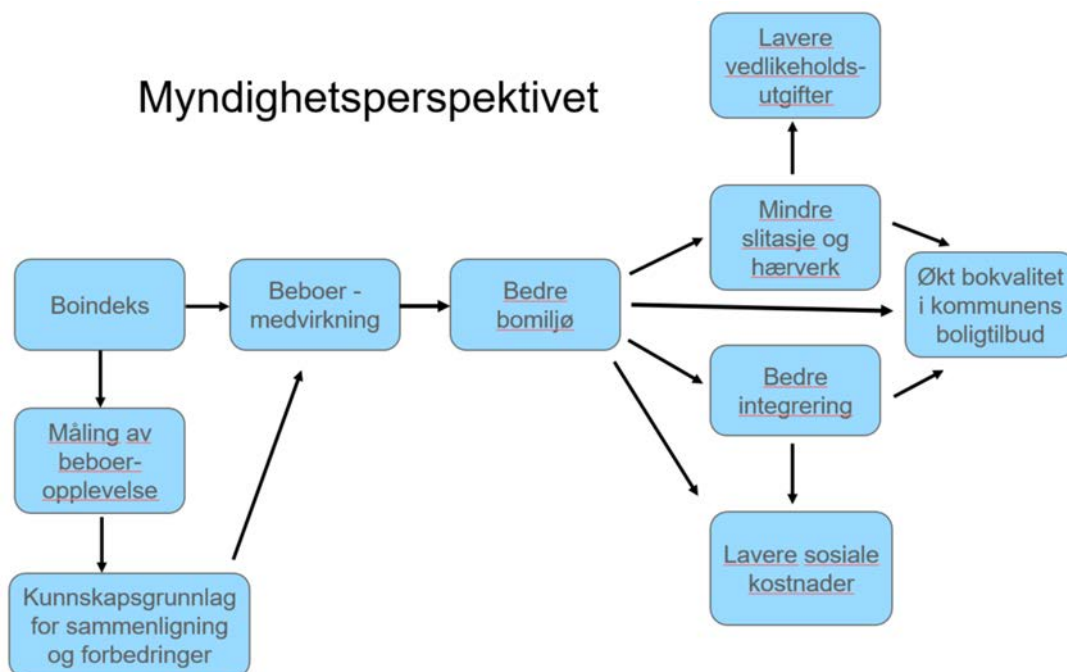 Myndighetsperspektivet
Lavere
vedlikeholds-
utgifter
Mindre
slitasje og
hærverk
Boindeks
Beboer -
medvirkning
Bedre
bomiljø
Økt bokvalitet
i kommunens
boligtilbud
Bedre
integrering
Måling av
beboer-
opplevelse
Lavere sosiale
kostnader
Kunnskapsgrunnlag
for sammenligning
og forbedringer